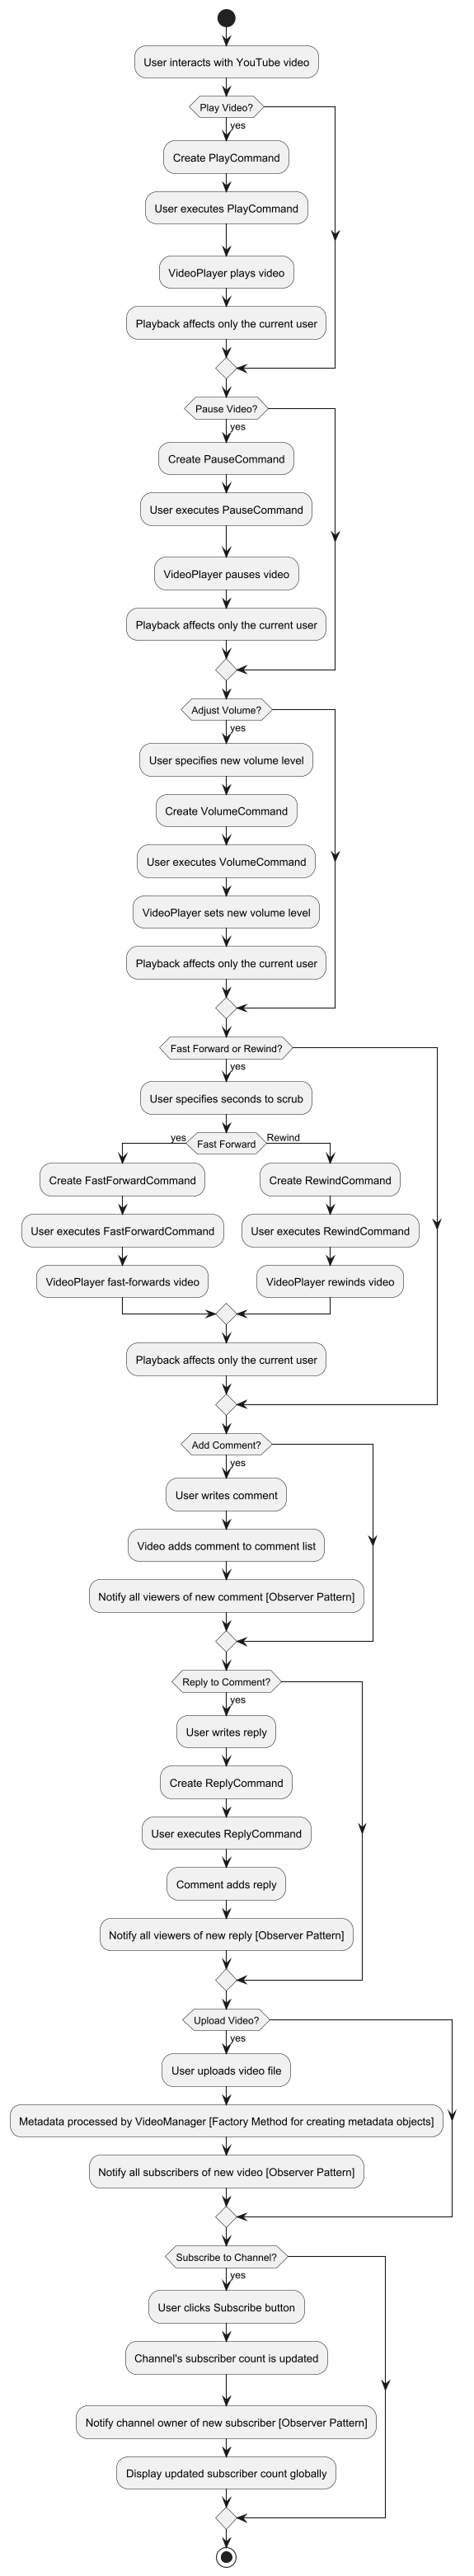 User interacts with YouTube video
Play Video?
yes
Create PlayCommand
User executes PlayCommand
VideoPlayer plays video
Playback affects only the current user
Pause Video?
yes
Create PauseCommand
User executes PauseCommand
VideoPlayer pauses video
Playback affects only the current user
Adjust Volume?
yes
User specifies new volume level
Create VolumeCommand
User executes VolumeCommand
VideoPlayer sets new volume level
Playback affects only the current user
Fast Forward or Rewind?
yes
User specifies seconds to scrub
yes
Fast Forward
Rewind
Create FastForwardCommand
User executes FastForwardCommand
VideoPlayer fast-forwards video
Create RewindCommand
User executes RewindCommand
VideoPlayer rewinds video
Playback affects only the current user
Add Comment?
yes
User writes comment
Video adds comment to comment list
Notify all viewers of new comment [Observer Pattern]
Reply to Comment?
yes
User writes reply
Create ReplyCommand
User executes ReplyCommand
Comment adds reply
Notify all viewers of new reply [Observer Pattern]
Upload Video?
yes
User uploads video file
Metadata processed by VideoManager [Factory Method for creating metadata objects]
Notify all subscribers of new video [Observer Pattern]
Subscribe to Channel?
yes
User clicks Subscribe button
Channel's subscriber count is updated
Notify channel owner of new subscriber [Observer Pattern]
Display updated subscriber count globally